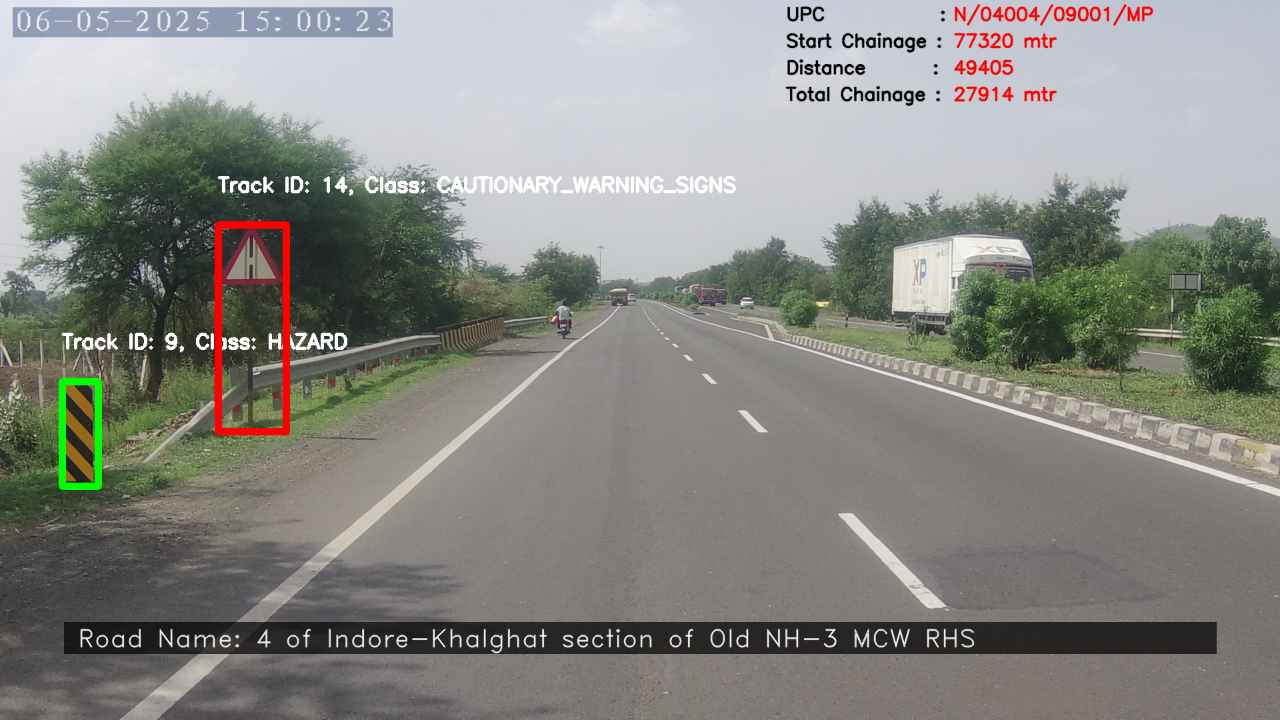 06-05-2025 15:00:23
UPC : N/04004/09001/MP
Start Chainage : 77320 mtr
Distance : 49405
Total Chainage : 27914 mtr
Track ID: 14, Class: CAUTIONARY_WARNING_SIGNS
XP
XP
Track ID: 9, Class: HAZARD
Road Name: 4 of Indore-Khalghat section of Old NH-3 MCW RHS